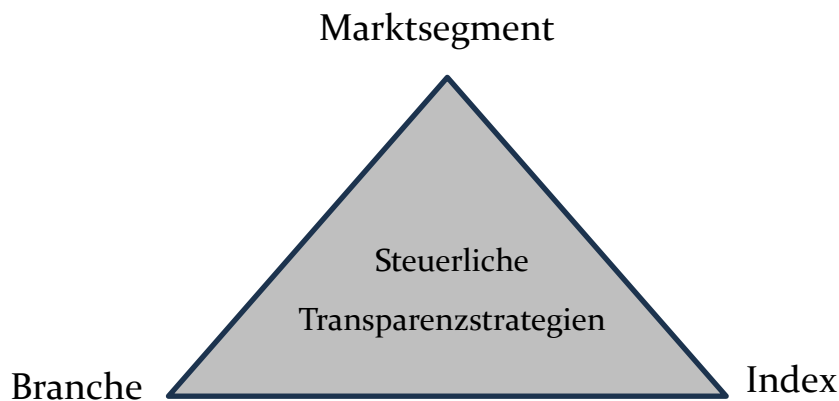 Marktsegment
Steuerliche
Transparenzstrategien
Branche
Index